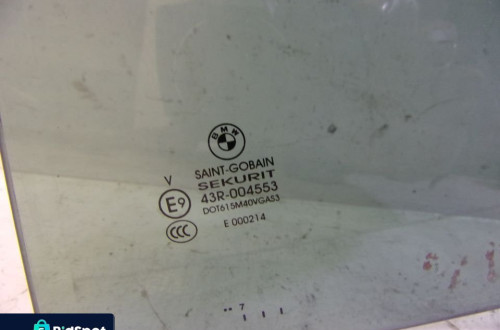 BMW
SAINT-GOBAIN
SEKURIT
V
E9
43R-004553
DOT615M40VGAS3
CCC
E 000214
.. 7
BidSpot